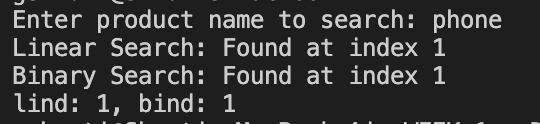 Enter product name to search: phone
Linear Search: Found at index 1
Binary Search: Found at index 1
lind: 1, bind: 1